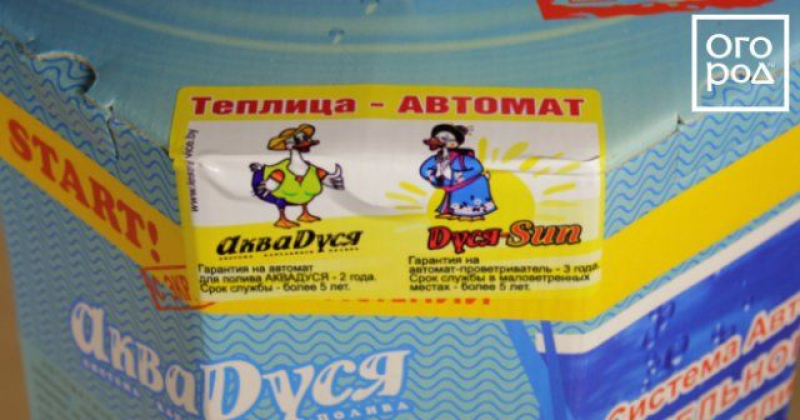 Ого
род
Теплица - АВТОМАТ
START!
АкваДуся
Дуся-Sun
Гарантия на автомат
для полива АКВАДУСЯ - 2 года.
Срок службы - более 5 лет.
Гарантия на
автомат-проветриватель - 3 года.
Срок службы в маловетренных
местах - более 5 лет.
АкваДуся
ПОЛИВА
Система Авт